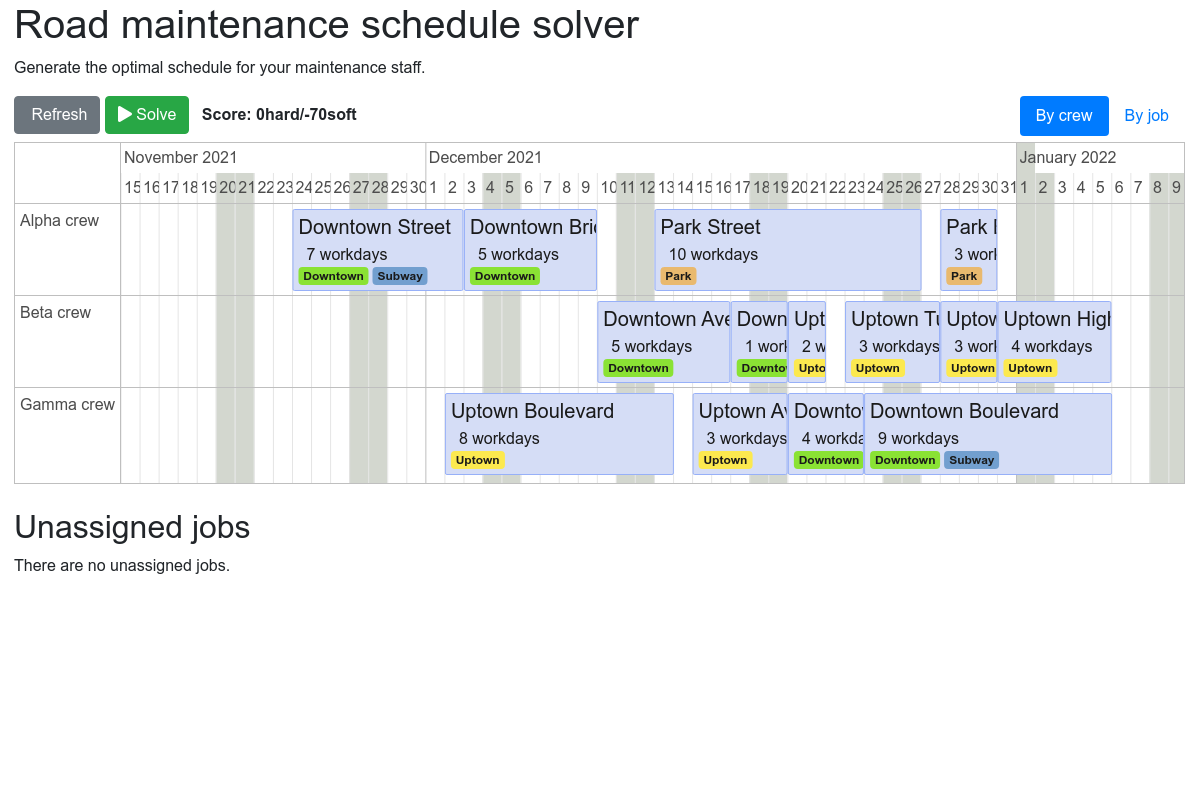 Road maintenance schedule solver
Generate the optimal schedule for your maintenance staff.
Refresh Solve Score: 0hard/-70soft By crew By job
November 2021 December 2021 January 2022
15 16 17 18 19 20 21 22 23 24 25 26 27 28 29 30 1 2 3 4 5 6 7 8 9 10 11 12 13 14 15 16 17 18 19 20 21 22 23 24 25 26 27 28 29 30 31 1 2 3 4 5 6 7 8 9
Alpha crew
Downtown Street Downtown Bri Park Street Park
7 workdays 5 workdays 10 workdays 3 work
Downtown Subway Downtown Park Park
Beta crew
Downtown Ave Down Upt Uptown Tu Uptow Uptown High
5 workdays 1 work 2 w 3 workdays 3 work 4 workdays
Downtown Downto Upto Uptown Uptown Uptown
Gamma crew
Uptown Boulevard Uptown Av Downto Downtown Boulevard
8 workdays 3 workdays 4 workda 9 workdays
Uptown Uptown Downtown Downtown Subway
Unassigned jobs
There are no unassigned jobs.